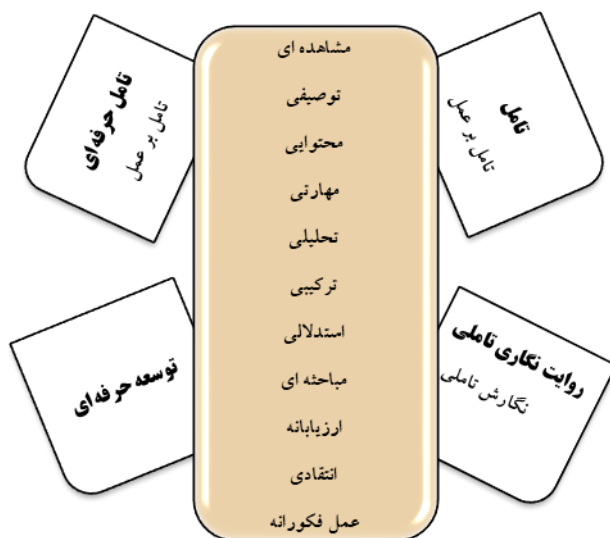 تامل
تامل بر عمل
روایت نگاری تاملی
نگارش تاملی
مشاهده ای
توصیفی
محتوایی
مهارتی
تحلیلی
ترکیبی
استدلالی
مباحثه ای
ارزیابانه
انتقادی
عمل فکورانه
تامل حرفه‌ای
تامل بر عمل
توسعه حرفه‌ای